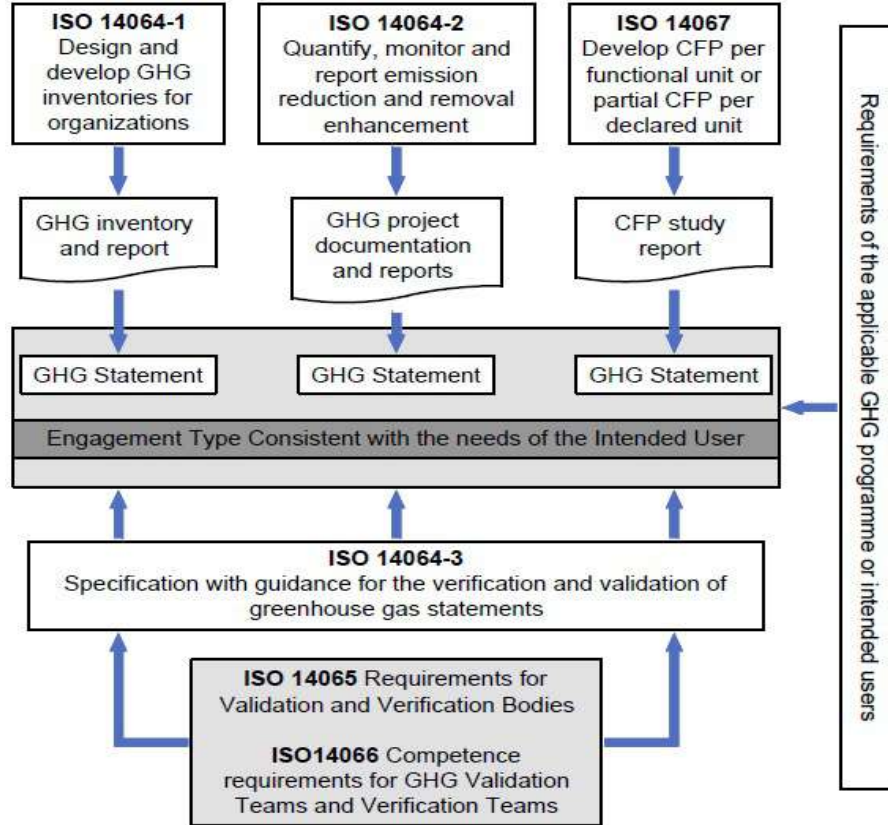 ISO 14064-1
Design and
develop GHG
inventories for
organizations
ISO 14064-2
Quantify, monitor and
report emission
reduction and removal
enhancement
ISO 14067
Develop CFP per
functional unit or
partial CFP per
declared unit
GHG inventory
and report
GHG project
documentation
and reports
CFP study
report
GHG Statement
GHG Statement
GHG Statement
Engagement Type Consistent with the needs of the Intended User
ISO 14064-3
Specification with guidance for the verification and validation of
greenhouse gas statements
ISO 14065 Requirements for
Validation and Verification Bodies
ISO14066 Competence
requirements for GHG Validation
Teams and Verification Teams
Requirements of the applicable GHG programme or intended users